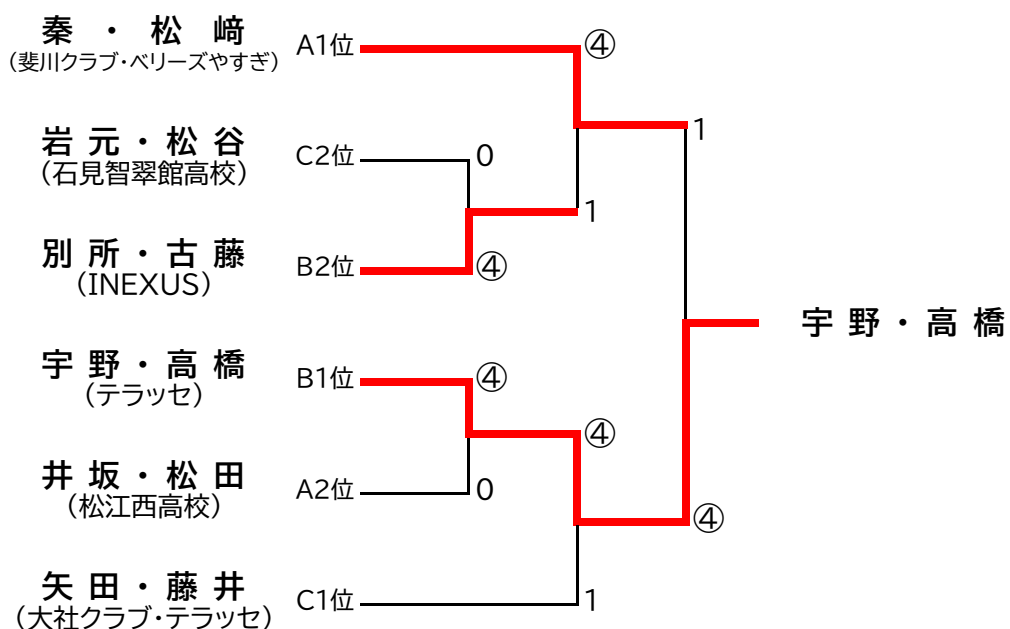 秦 ・ 松 﨑
(斐川クラブ・ベリーズやすぎ)
A1位
④
1
岩 元 ・ 松 谷
(石見智翠館高校)
C2位
0
1
別 所 ・ 古 藤
(INEXUS)
B2位
④
宇 野 ・ 高 橋
宇 野 ・ 高 橋
(テラッセ)
B1位
④
④
井 坂 ・ 松 田
(松江西高校)
A2位
0
④
矢 田 ・ 藤 井
(大社クラブ・テラッセ)
C1位
1